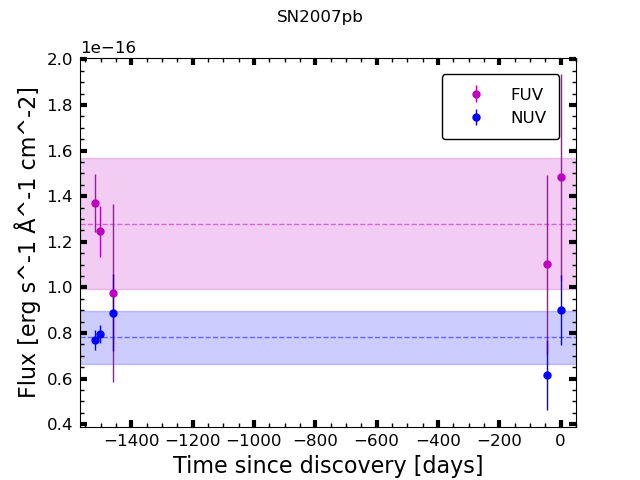 SN2007pb
1e−16
2.0
1.8
1.6
1.4
1.2
1.0
0.8
0.6
0.4
Flux [erg s^-1 Å^-1 cm^-2]
FUV
NUV
−1400 −1200 −1000 −800 −600 −400 −200 0
Time since discovery [days]